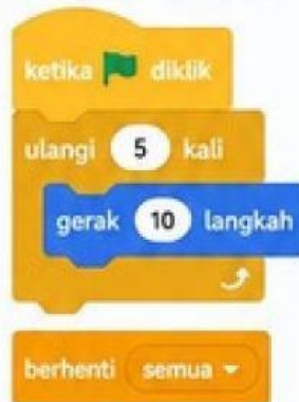 ketika diklik
ulangi 5 kali
gerak 10 langkah
berhenti semua